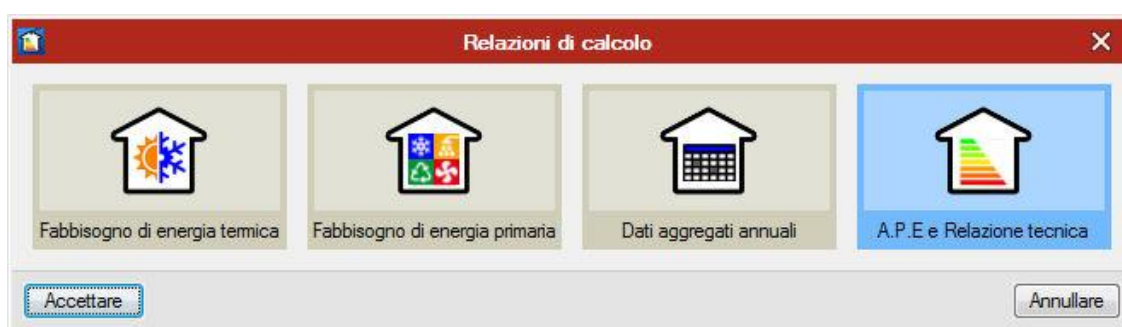 Relazioni di calcolo
Fabbisogno di energia termica
Fabbisogno di energia primaria
Dati aggregati annuali
A.P.E e Relazione tecnica
Accettare
Annullare